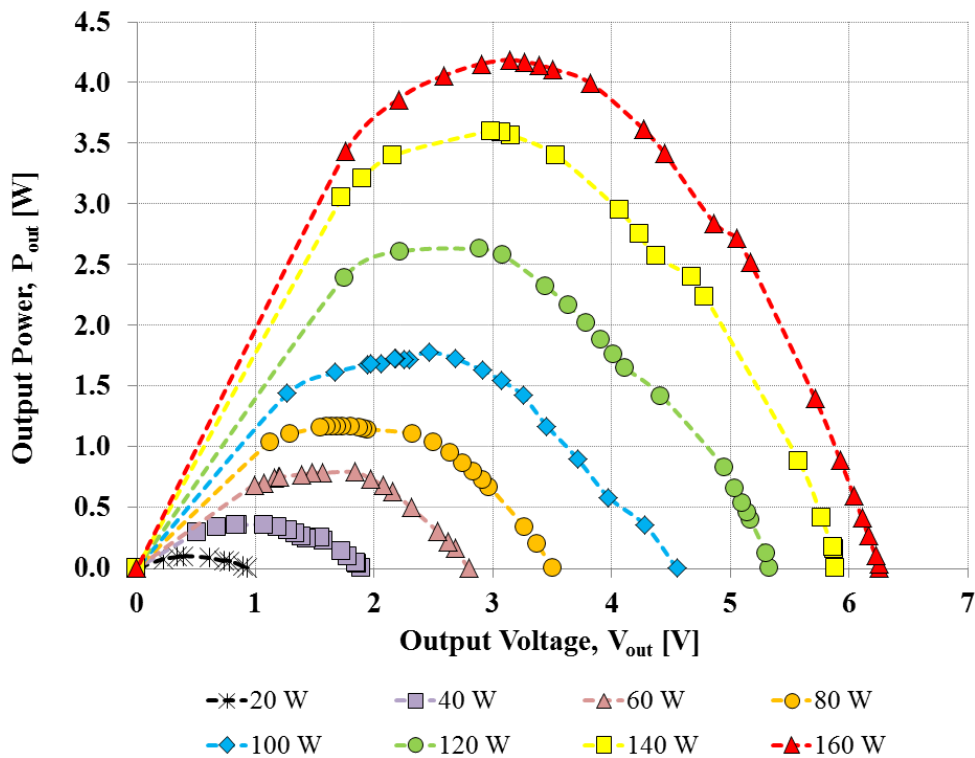 4.5
4.0
3.5
3.0
2.5
2.0
1.5
1.0
0.5
0.0
Output Power, Pout [W]
0 1 2 3 4 5 6 7
Output Voltage, Vout [V]
20 W 40 W 60 W 80 W
100 W 120 W 140 W 160 W